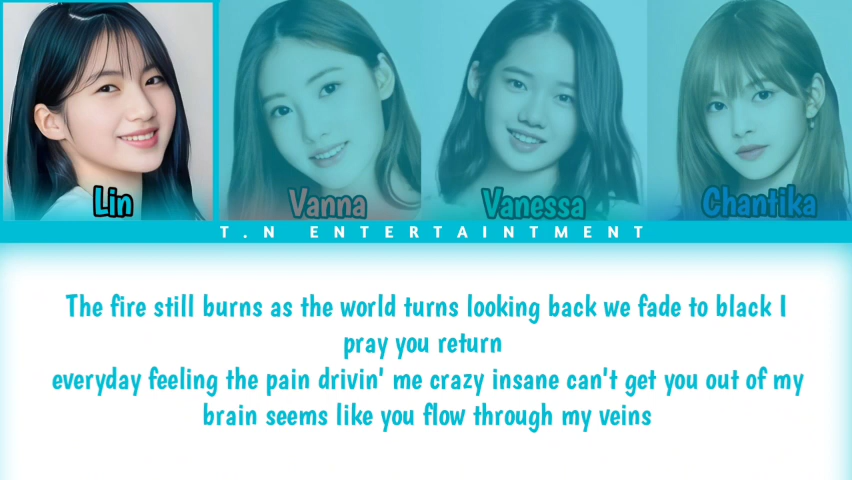 Lin Vanna Vanessa Chantika
T.N ENTERTAINTMENT
The fire still burns as the world turns looking back we fade to black I
pray you return
everyday feeling the pain drivin' me crazy insane can't get you out of my
brain seems like you flow through my veins